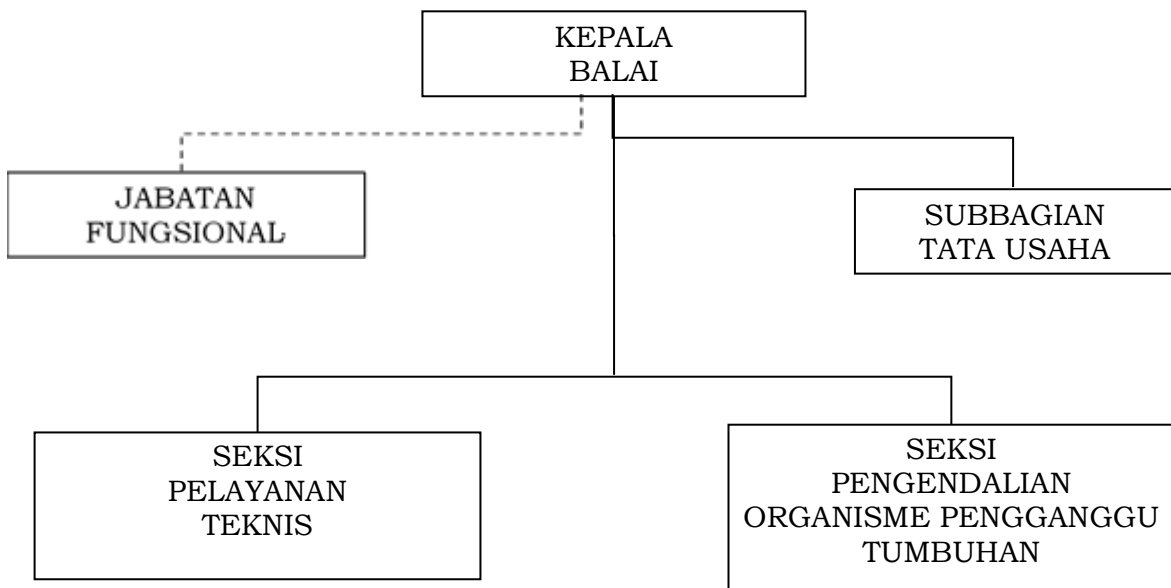 KEPALA
BALAI
JABATAN
FUNGSIONAL
SUBBAGIAN
TATA USAHA
SEKSI
PELAYANAN
TEKNIS
SEKSI
PENGENDALIAN
ORGANISME PENGGANGGU
TUMBUHAN